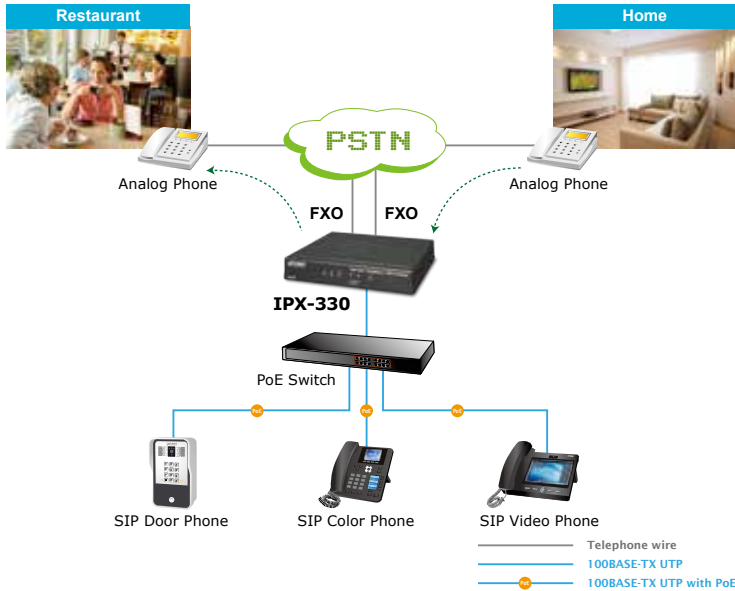 Restaurant
Home
PSTN
Analog Phone
Analog Phone
FXO
FXO
IPX-330
PoE Switch
PoE
PoE
PoE
SIP Door Phone
SIP Color Phone
SIP Video Phone
Telephone wire
100BASE-TX UTP
PoE
100BASE-TX UTP with PoE